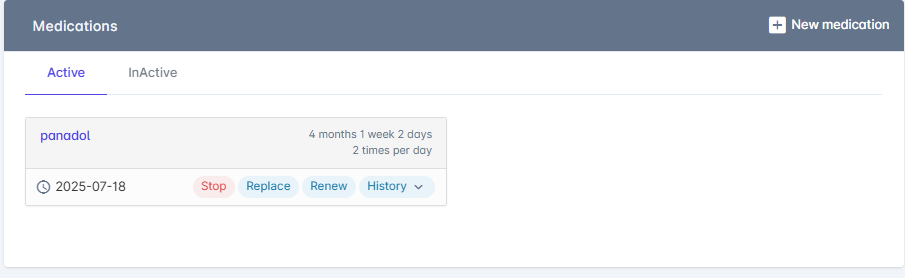 Medications
New medication
Active
InActive
panadol
4 months 1 week 2 days
2 times per day
2025-07-18
Stop
Replace
Renew
History